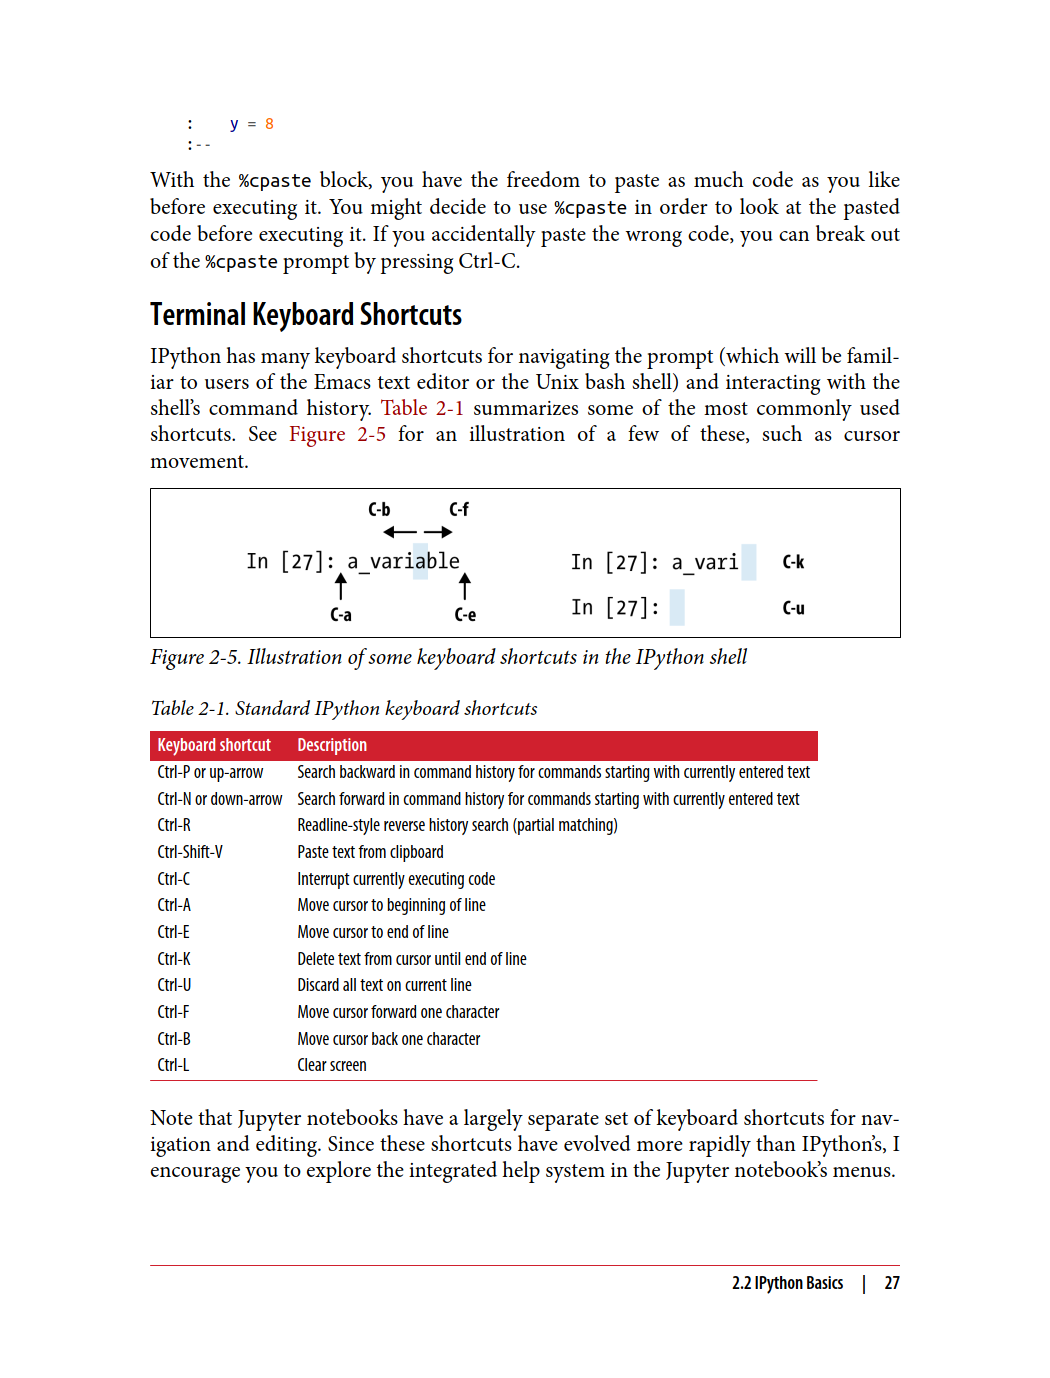 :    y = 8
:--
With the %cpaste block, you have the freedom to paste as much code as you like
before executing it. You might decide to use %cpaste in order to look at the pasted
code before executing it. If you accidentally paste the wrong code, you can break out
of the %cpaste prompt by pressing Ctrl-C.
Terminal Keyboard Shortcuts
IPython has many keyboard shortcuts for navigating the prompt (which will be famil-
iar to users of the Emacs text editor or the Unix bash shell) and interacting with the
shell’s command history. Table 2-1 summarizes some of the most commonly used
shortcuts. See Figure 2-5 for an illustration of a few of these, such as cursor
movement.
C-b C-f
In [27]: a_variable
C-a C-e
In [27]: a_vari C-k
In [27]: C-u
Figure 2-5. Illustration of some keyboard shortcuts in the IPython shell
Table 2-1. Standard IPython keyboard shortcuts
Keyboard shortcut Description
Ctrl-P or up-arrow Search backward in command history for commands starting with currently entered text
Ctrl-N or down-arrow Search forward in command history for commands starting with currently entered text
Ctrl-R Readline-style reverse history search (partial matching)
Ctrl-Shift-V Paste text from clipboard
Ctrl-C Interrupt currently executing code
Ctrl-A Move cursor to beginning of line
Ctrl-E Move cursor to end of line
Ctrl-K Delete text from cursor until end of line
Ctrl-U Discard all text on current line
Ctrl-F Move cursor forward one character
Ctrl-B Move cursor back one character
Ctrl-L Clear screen
Note that Jupyter notebooks have a largely separate set of keyboard shortcuts for nav-
igation and editing. Since these shortcuts have evolved more rapidly than IPython’s, I
encourage you to explore the integrated help system in the Jupyter notebook’s menus.
2.2 IPython Basics | 27